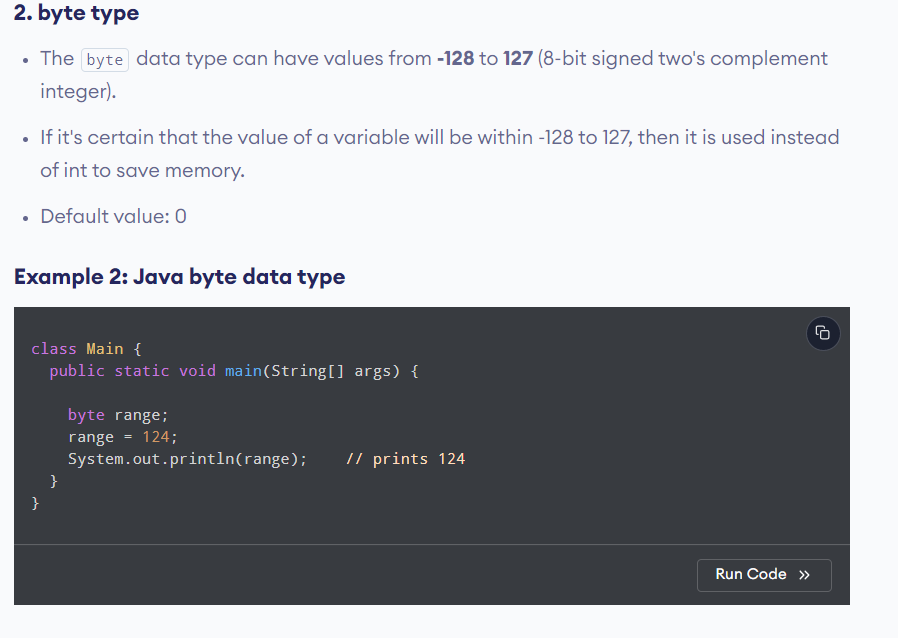 2. byte type
• The byte data type can have values from -128 to 127 (8-bit signed two's complement
integer).
• If it's certain that the value of a variable will be within -128 to 127, then it is used instead
of int to save memory.
• Default value: 0
Example 2: Java byte data type
class Main {
  public static void main(String[] args) {
    byte range;
    range = 124;
    System.out.println(range);    // prints 124
  }
}
Run Code »